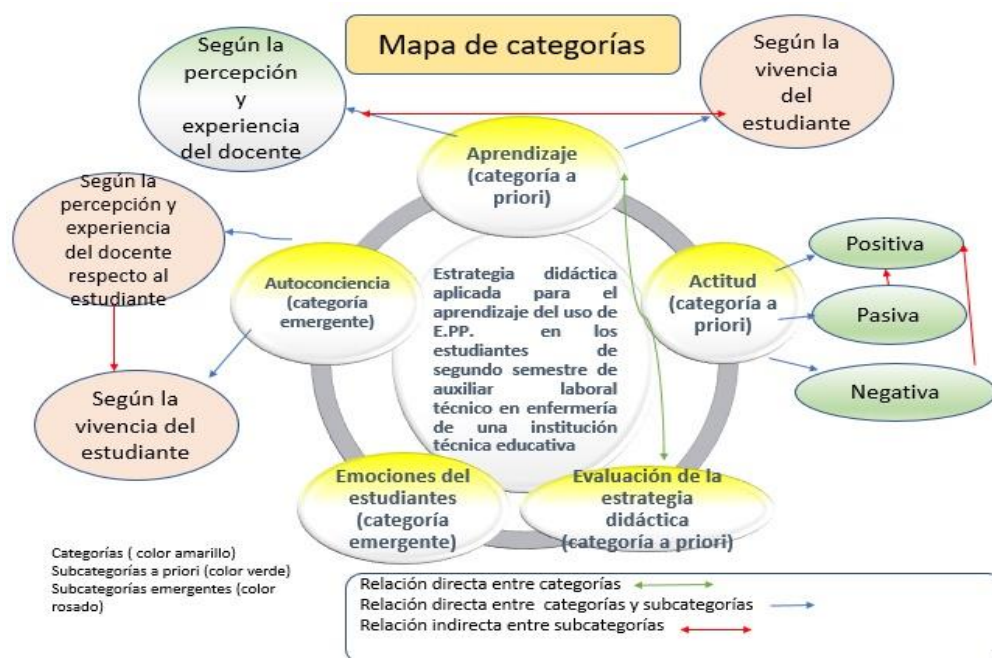 Mapa de categorías
Según la
percepción
y
experiencia
del docente
Según la
vivencia
del
estudiante
Aprendizaje
(categoría a
priori)
Según la
percepción y
experiencia
del docente
respecto al
estudiante
Autoconciencia
(categoría
emergente)
Estrategia didáctica
aplicada para el
aprendizaje del uso de
E.PP. en los
estudiantes de
segundo semestre de
auxiliar laboral
técnico en enfermería
de una institución
técnica educativa
Actitud
(categoría a
priori)
Positiva
Pasiva
Negativa
Según la
vivencia del
estudiante
Emociones del
estudiantes
(categoría
emergente)
Evaluación de la
estrategia
didáctica
(categoría a priori)
Categorías ( color amarillo)
Subcategorías a priori (color verde)
Subcategorías emergentes (color
rosado)
Relación directa entre categorías
Relación directa entre categorías y subcategorías
Relación indirecta entre subcategorías